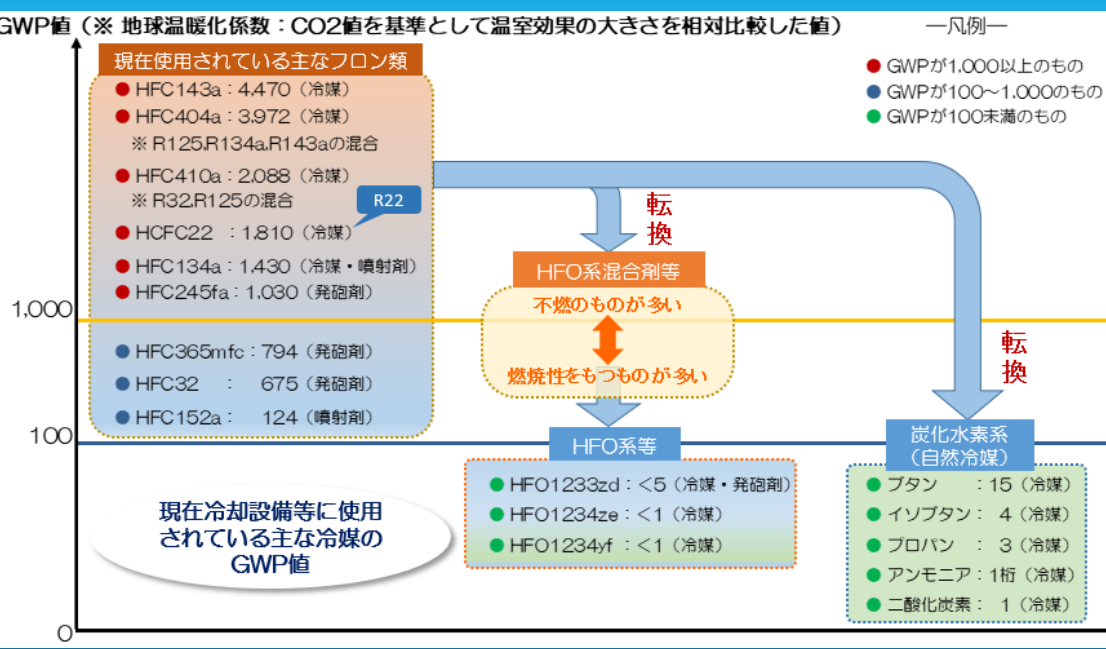 GWP値（※ 地球温暖化係数：CO2値を基準として温室効果の大きさを相対比較した値）
―凡例―
● GWPが1,000以上のもの
● GWPが100～1,000のもの
● GWPが100未満のもの
現在使用されている主なフロン類
● HFC143a：4,470（冷媒）
● HFC404a：3,972（冷媒）
※ R125,R134a,R143aの混合
● HFC410a：2,088（冷媒）
※ R32,R125の混合
R22
● HCFC22 ：1,810（冷媒）
● HFC134a：1,430（冷媒・噴射剤）
● HFC245fa：1,030（発泡剤）
1,000
● HFC365mfc：794（発泡剤）
● HFC32 ： 675（発泡剤）
● HFC152a： 124（噴射剤）
100
転換
HFO系混合剤等
不燃のものが多い
燃焼性をもつものが多い
転換
HFO系等
● HFO1233zd：<5（冷媒・発泡剤）
● HFO1234ze：<1（冷媒）
● HFO1234yf ：<1（冷媒）
炭化水素系
（自然冷媒）
● ブタン ：15（冷媒）
● イソブタン： 4（冷媒）
● プロパン ： 3（冷媒）
● アンモニア：1桁（冷媒）
● 二酸化炭素： 1（冷媒）
現在冷却設備等に使用
されている主な冷媒の
GWP値
0